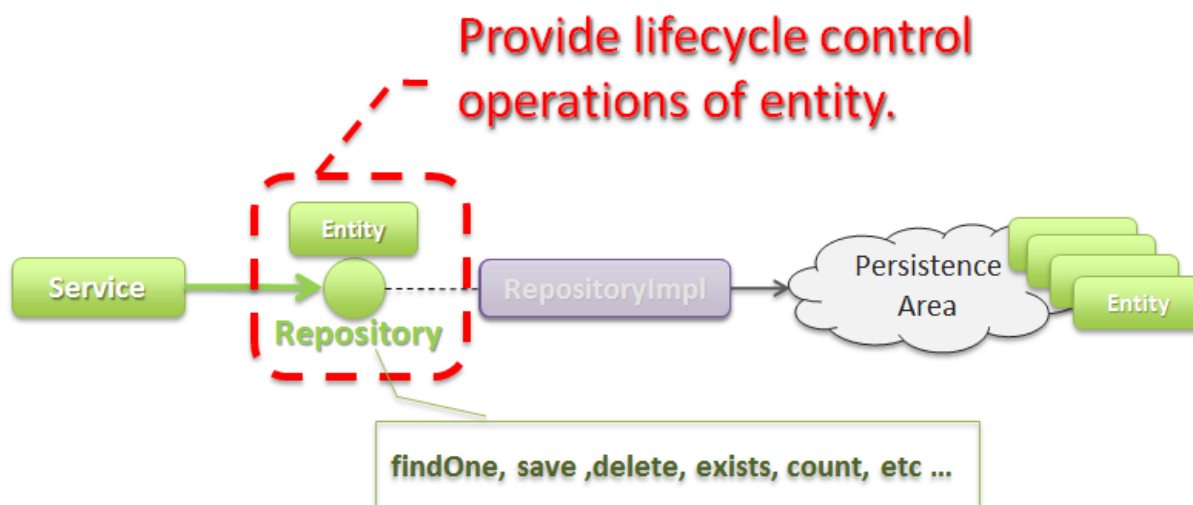 Provide lifecycle control
operations of entity.
Entity
Service
Repository
RepositoryImpl
Persistence
Area
Entity
findOne, save ,delete, exists, count, etc ...